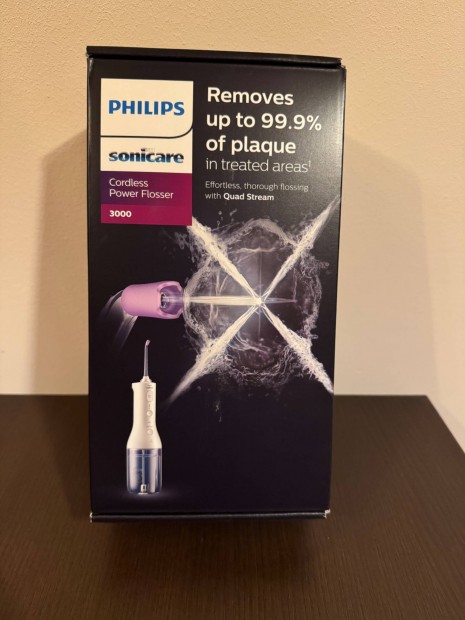 PHILIPS
sonicare
Cordless
Power Flosser
3000
Removes
up to 99.9%
of plaque
in treated areas¹
Effortless, thorough flossing
with Quad Stream